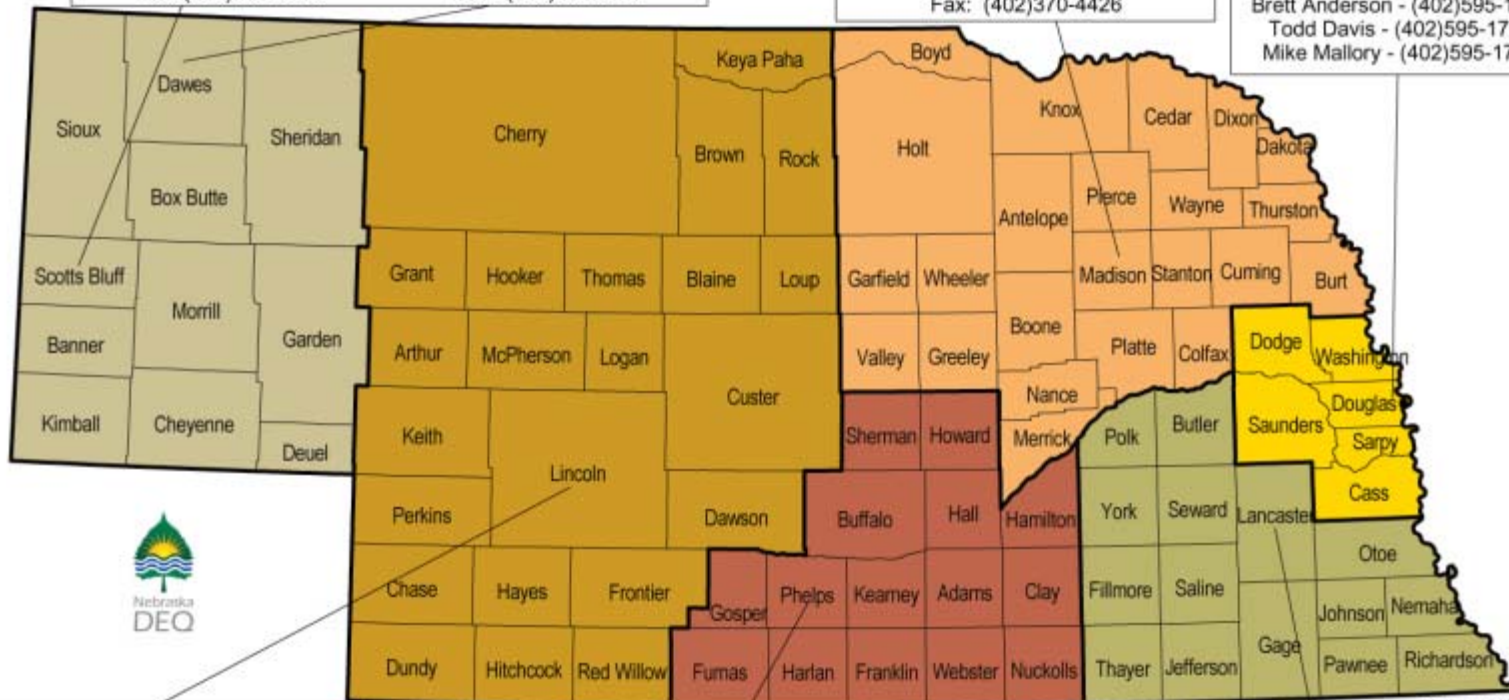 Fax: (402)370-4426
Brett Anderson - (402)595-1
Todd Davis - (402)595-17
Mike Mallory - (402)595-17
Sioux
Dawes
Sheridan
Box Butte
Scotts Bluff
Morrill
Garden
Banner
Kimball
Cheyenne
Deuel
Cherry
Keya Paha
Brown
Rock
Grant
Hooker
Thomas
Blaine
Loup
Arthur
McPherson
Logan
Custer
Keith
Lincoln
Perkins
Dawson
Chase
Hayes
Frontier
Dundy
Hitchcock
Red Willow
Boyd
Holt
Knox
Cedar
Dixon
Dakota
Antelope
Pierce
Wayne
Thurston
Garfield
Wheeler
Madison
Stanton
Cuming
Burt
Boone
Valley
Greeley
Platte
Colfax
Nance
Merrick
Dodge
Washington
Douglas
Saunders
Sarpy
Cass
Sherman
Howard
Buffalo
Hall
Hamilton
Gosper
Phelps
Kearney
Adams
Clay
Furnas
Harlan
Franklin
Webster
Nuckolls
Polk
Butler
York
Seward
Lancaster
Otoe
Fillmore
Saline
Gage
Johnson
Nemaha
Thayer
Jefferson
Pawnee
Richardson
Nebraska
DEQ